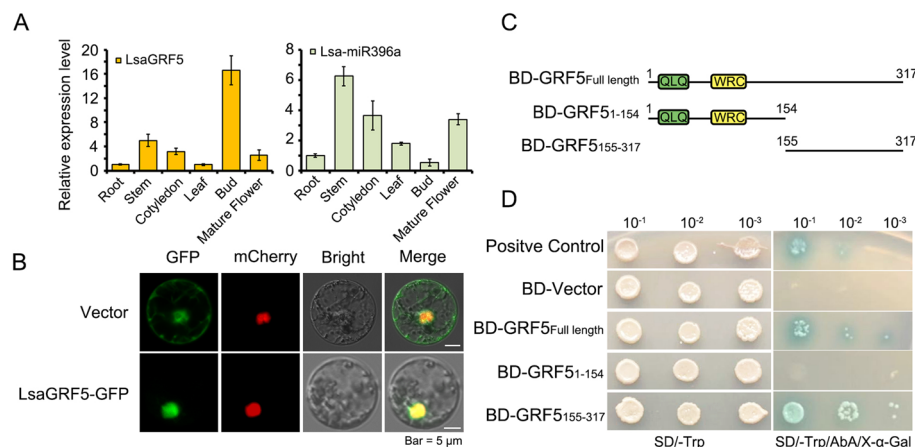 A
LsaGRF5
Lsa-miR396a
Relative expression level
20
16
12
8
4
0
8
6
4
2
0
Root
Stem
Cotyledon
Leaf
Bud
Mature Flower
Root
Stem
Cotyledon
Leaf
Bud
Mature Flower
B
GFP mCherry Bright Merge
Vector
LsaGRF5-GFP
Bar = 5 μm
C
BD-GRF5Full length 1 QLQ WRC 317
BD-GRF51-154 1 QLQ WRC 154
BD-GRF5155-317 155 317
D
10-1 10-2 10-3 10-1 10-2 10-3
Positve Control
BD-Vector
BD-GRF5Full length
BD-GRF51-154
BD-GRF5155-317
SD/-Trp SD/-Trp/AbA/X-α-Gal